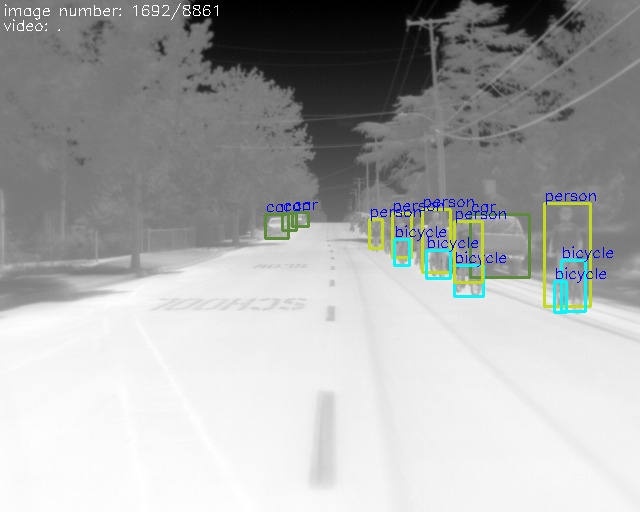 image number: 1692/8861
video: .
car car car
person person person car person
person
bicycle
bicycle
bicycle
bicycle
bicycle
SCHOOL
SCHOOL